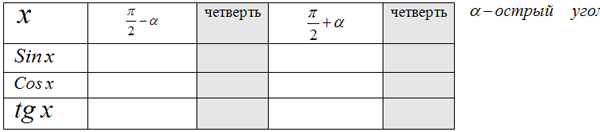 x π/2 − α четверть π/2 + α четверть α – острый угол
Sin x
Cos x
tg x